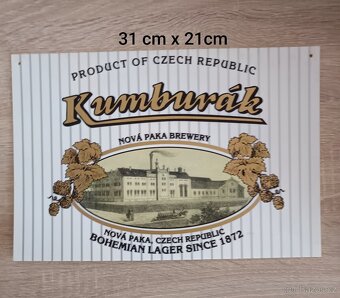 31 cm x 21cm
PRODUCT OF CZECH REPUBLIC
Kumburák
NOVÁ PAKA BREWERY
NOVÁ PAKA, CZECH REPUBLIC
BOHEMIAN LAGER SINCE 1872